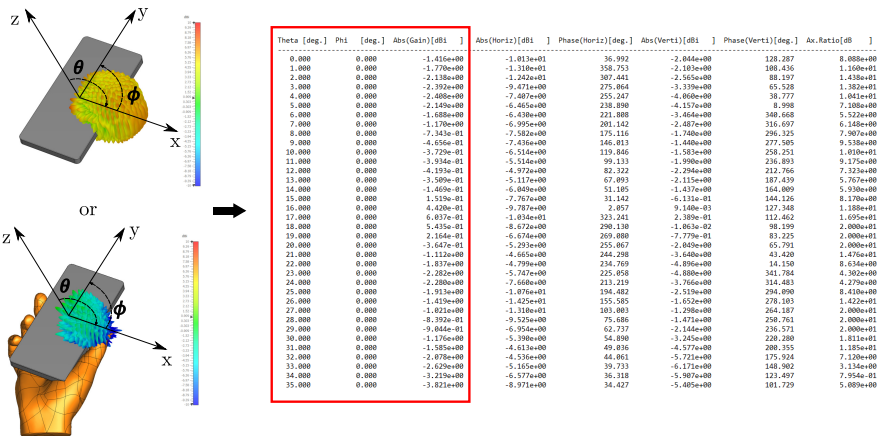 z
y
θ
ϕ
x
or
z
y
θ
ϕ
x
Theta [deg.] Phi [deg.] Abs(Gain)[dBi ] Abs(Horiz)[dBi ] Phase(Horiz)[deg.] Abs(Verti)[dBi ] Phase(Verti)[deg.] Ax.Ratio[dB ]
0.000 0.000 -1.416e+00 -1.013e+01 36.992 -2.044e+00 128.287 8.088e+00
1.000 0.000 -1.770e+00 -1.310e+01 358.753 -2.103e+00 108.436 1.160e+01
2.000 0.000 -2.138e+00 -1.242e+01 307.441 -2.565e+00 88.197 1.438e+01
3.000 0.000 -2.392e+00 -9.471e+00 275.064 -3.339e+00 65.528 1.382e+01
4.000 0.000 -2.408e+00 -7.407e+00 255.247 -4.060e+00 38.777 1.041e+01
5.000 0.000 -2.149e+00 -6.465e+00 238.890 -4.157e+00 8.998 7.108e+00
6.000 0.000 -1.688e+00 -6.430e+00 221.808 -3.464e+00 340.668 5.522e+00
7.000 0.000 -1.170e+00 -6.995e+00 201.142 -2.487e+00 316.697 6.148e+00
8.000 0.000 -7.343e-01 -7.582e+00 175.116 -1.740e+00 296.325 7.907e+00
9.000 0.000 -4.656e-01 -7.436e+00 146.013 -1.440e+00 277.505 9.538e+00
10.000 0.000 -3.729e-01 -6.514e+00 119.846 -1.583e+00 258.251 1.010e+01
11.000 0.000 -3.934e-01 -5.514e+00 99.133 -1.990e+00 236.893 9.175e+00
12.000 0.000 -4.193e-01 -4.972e+00 82.322 -2.294e+00 212.766 7.323e+00
13.000 0.000 -3.509e-01 -5.117e+00 67.093 -2.115e+00 187.439 5.767e+00
14.000 0.000 -1.469e-01 -6.049e+00 51.105 -1.437e+00 164.009 5.930e+00
15.000 0.000 1.519e-01 -7.767e+00 31.142 -6.131e-01 144.126 8.170e+00
16.000 0.000 4.420e-01 -9.787e+00 2.057 9.140e-03 127.348 1.188e+01
17.000 0.000 6.037e-01 -1.034e+01 323.241 2.389e-01 112.462 1.695e+01
18.000 0.000 5.435e-01 -8.672e+00 290.130 -1.063e-02 98.199 2.000e+01
19.000 0.000 2.164e-01 -6.674e+00 269.080 -7.779e-01 83.225 2.000e+01
20.000 0.000 -3.647e-01 -5.293e+00 255.067 -2.049e+00 65.791 2.000e+01
21.000 0.000 -1.112e+00 -4.665e+00 244.298 -3.640e+00 43.420 1.476e+01
22.000 0.000 -1.837e+00 -4.799e+00 234.769 -4.896e+00 14.150 8.634e+00
23.000 0.000 -2.282e+00 -5.747e+00 225.058 -4.880e+00 341.784 4.302e+00
24.000 0.000 -2.280e+00 -7.660e+00 213.219 -3.766e+00 314.483 4.279e+00
25.000 0.000 -1.913e+00 -1.076e+01 194.482 -2.519e+00 294.090 8.410e+00
26.000 0.000 -1.419e+00 -1.425e+01 155.585 -1.652e+00 278.103 1.422e+01
27.000 0.000 -1.021e+00 -1.310e+01 103.003 -1.298e+00 264.187 2.000e+01
28.000 0.000 -8.392e-01 -9.525e+00 75.686 -1.471e+00 250.761 2.000e+01
29.000 0.000 -9.044e-01 -6.954e+00 62.737 -2.144e+00 236.571 2.000e+01
30.000 0.000 -1.176e+00 -5.390e+00 54.890 -3.245e+00 220.280 1.811e+01
31.000 0.000 -1.585e+00 -4.613e+00 49.036 -4.577e+00 200.355 1.185e+01
32.000 0.000 -2.078e+00 -4.536e+00 44.061 -5.721e+00 175.924 7.120e+00
33.000 0.000 -2.629e+00 -5.165e+00 39.733 -6.171e+00 148.902 3.134e+00
34.000 0.000 -3.219e+00 -6.577e+00 36.318 -5.907e+00 123.497 7.954e-01
35.000 0.000 -3.821e+00 -8.971e+00 34.427 -5.405e+00 101.729 5.089e+00